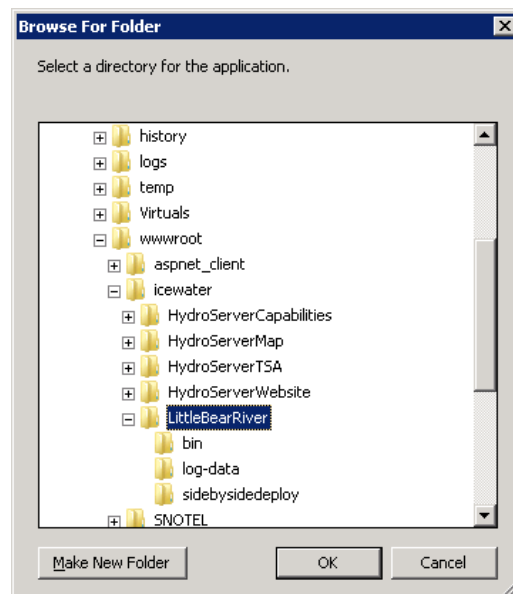 Browse For Folder
Select a directory for the application.
history
logs
temp
Virtuals
wwwroot
aspnet_client
icewater
HydroServerCapabilities
HydroServerMap
HydroServerTSA
HydroServerWebsite
LittleBearRiver
bin
log-data
sidebysidedeploy
SNOTEL
Make New Folder OK Cancel